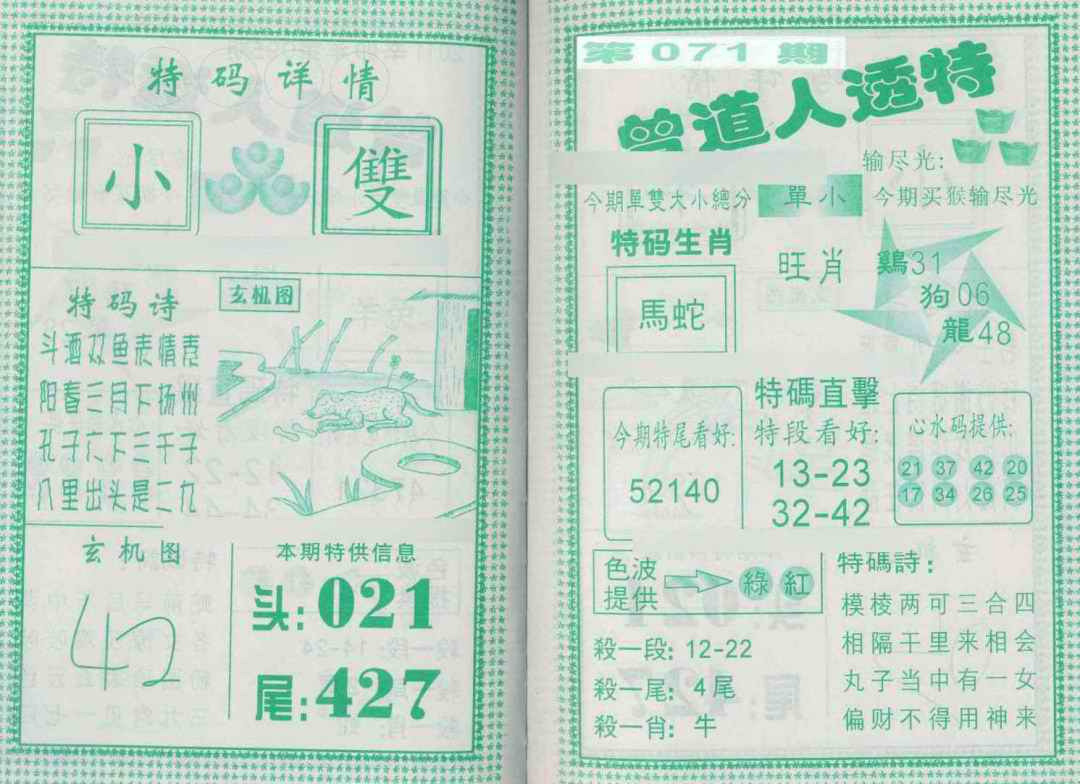 特码详情
小 雙
特码诗
斗酒双鱼表情意
阳春三月下扬州
孔子六下三千子
八里出头是二九
玄机图
玄机图
42
本期特供信息
头:021
尾:427
第071期
曾道人透特
输尽光:
今期買猴输尽光
今期單雙大小總分 單小
特码生肖
馬蛇
旺肖
鷄31
狗06
龍48
今期特尾看好:
52140
特碼直擊
特段看好:
13-23
32-42
心水码提供:
21 37 42 20
17 34 26 25
色波
提供
綠 紅
殺一段: 12-22
殺一尾: 4尾
殺一肖: 牛
特碼詩:
模棱两可三合四
相隔千里来相会
丸子当中有一女
偏财不得用神来